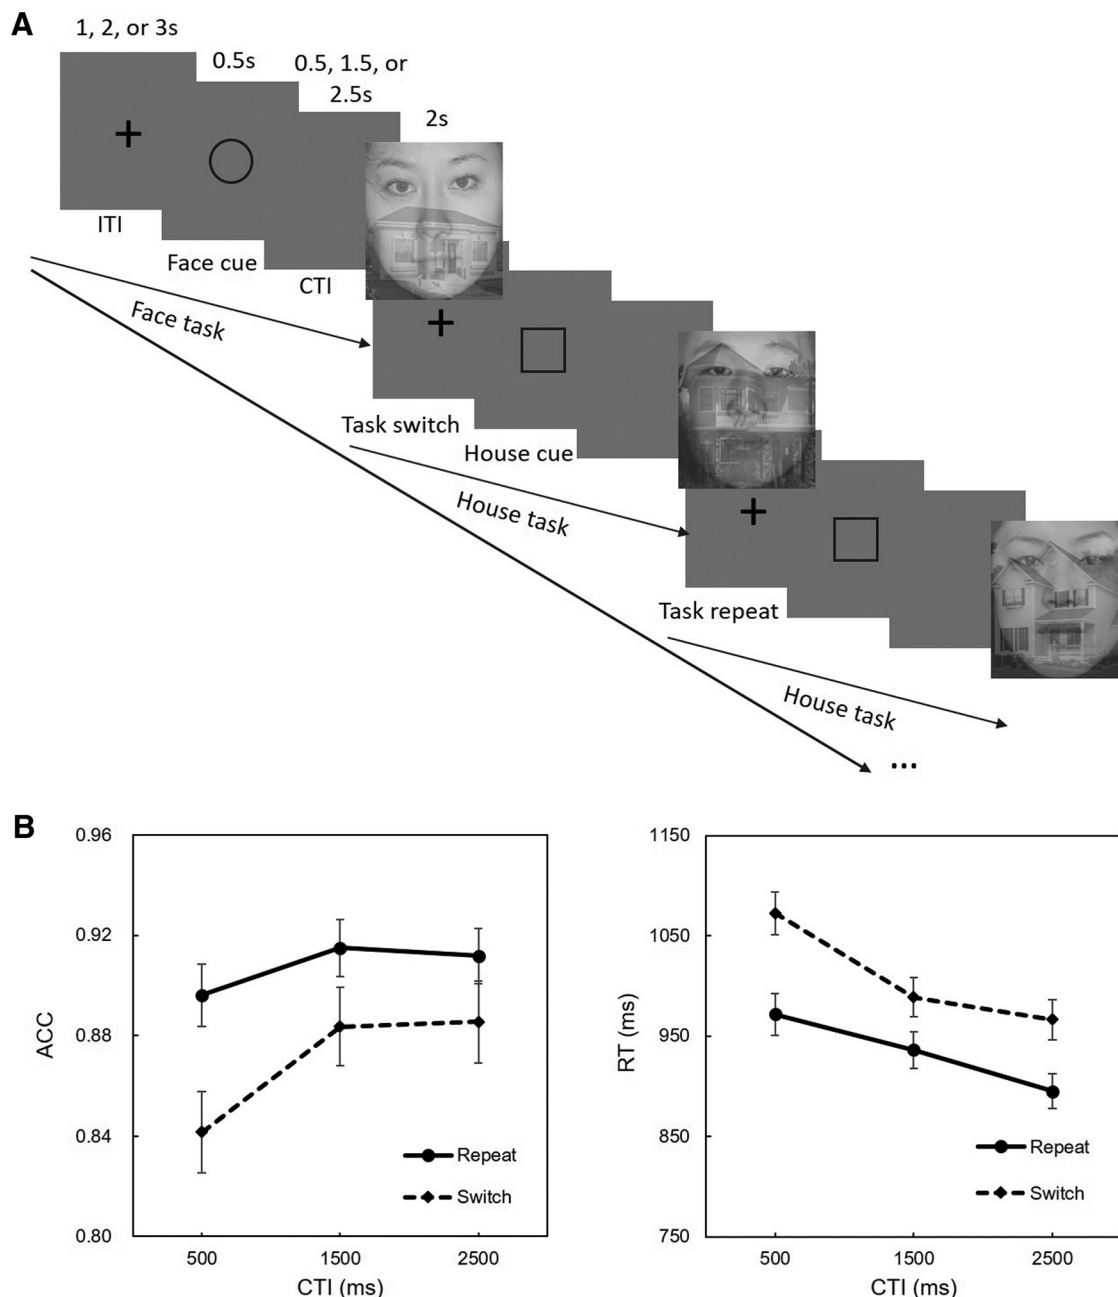 A
1, 2, or 3s
0.5s
0.5, 1.5, or
2.5s
2s
ITI
Face cue
CTI
Face task
Task switch
House cue
House task
Task repeat
House task
...
B
0.96
0.92
0.88
0.84
0.80
ACC
500
1500
2500
CTI (ms)
Repeat
Switch
1150
1050
950
850
750
RT (ms)
500
1500
2500
CTI (ms)
Repeat
Switch